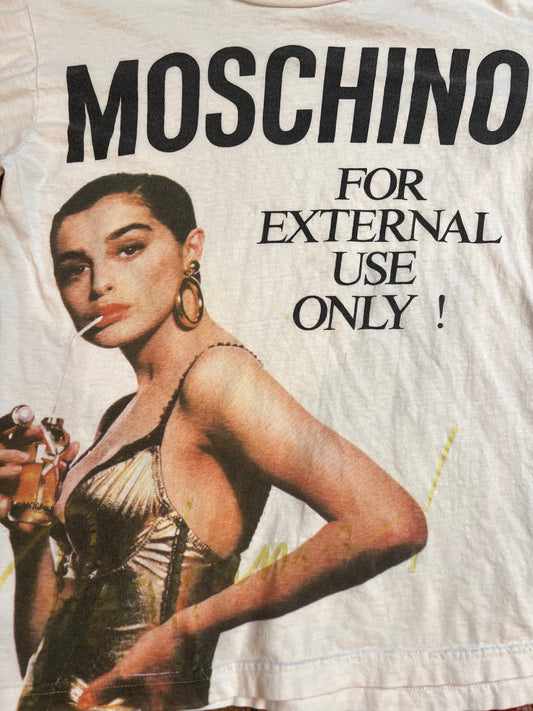 MOSCHINO
FOR
EXTERNAL
USE
ONLY !